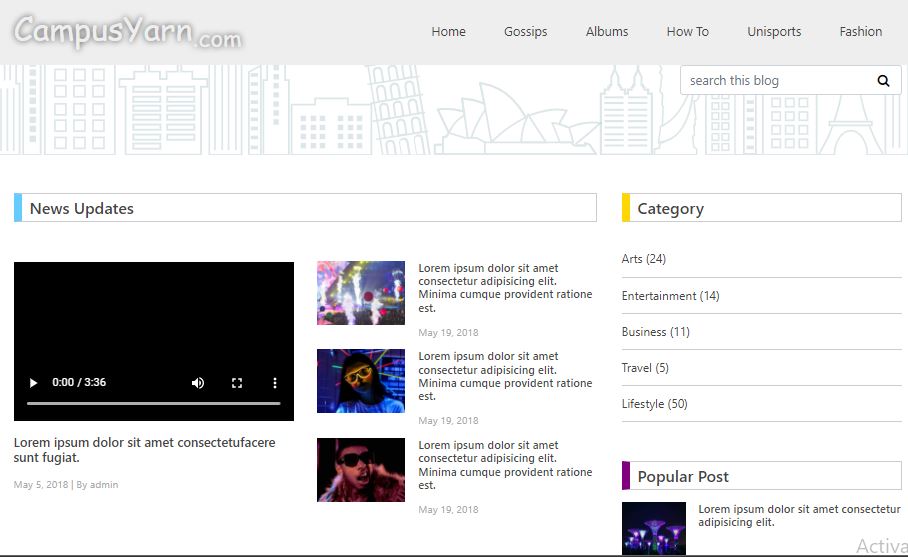 CampusYarn.com
Home Gossips Albums How To Unisports Fashion
search this blog
News Updates
0:00 / 3:36
Lorem ipsum dolor sit amet consectetufacere
sunt fugiat.
May 5, 2018 | By admin
Lorem ipsum dolor sit amet
consectetur adipisicing elit.
Minima cumque provident ratione
est.
May 19, 2018
Lorem ipsum dolor sit amet
consectetur adipisicing elit.
Minima cumque provident ratione
est.
May 19, 2018
Lorem ipsum dolor sit amet
consectetur adipisicing elit.
Minima cumque provident ratione
est.
May 19, 2018
Category
Arts (24)
Entertainment (14)
Business (11)
Travel (5)
Lifestyle (50)
Popular Post
Lorem ipsum dolor sit amet consectetur
adipisicing elit.
Activa